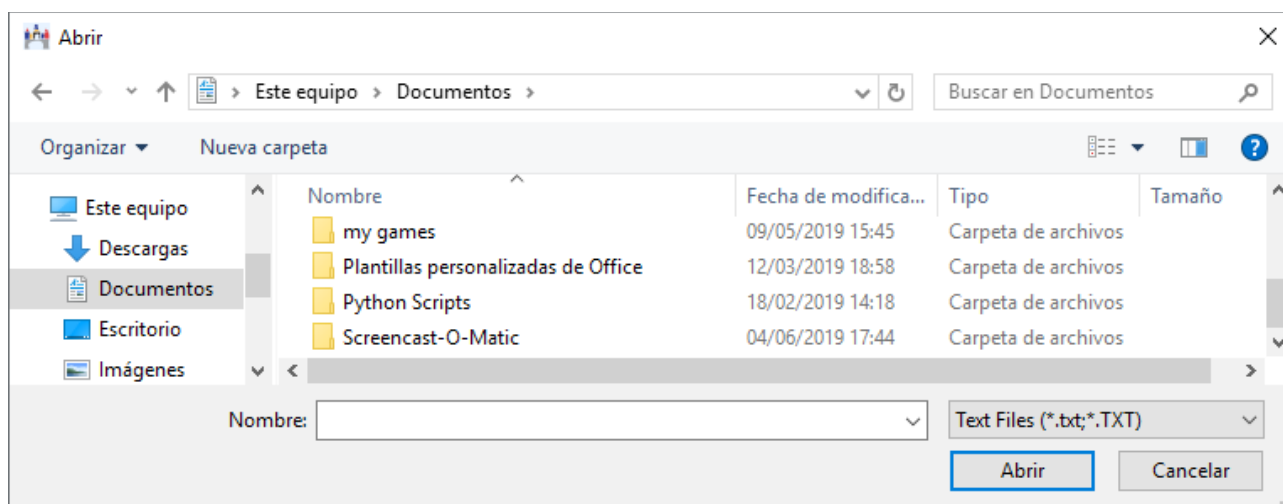 Abrir
Este equipo > Documentos >
Buscar en Documentos
Organizar
Nueva carpeta
Nombre Fecha de modifica... Tipo Tamaño
Este equipo
Descargas
Documentos
Escritorio
Imágenes
my games 09/05/2019 15:45 Carpeta de archivos
Plantillas personalizadas de Office 12/03/2019 18:58 Carpeta de archivos
Python Scripts 18/02/2019 14:18 Carpeta de archivos
Screencast-O-Matic 04/06/2019 17:44 Carpeta de archivos
Nombre:
Text Files (*.txt;*.TXT)
Abrir
Cancelar